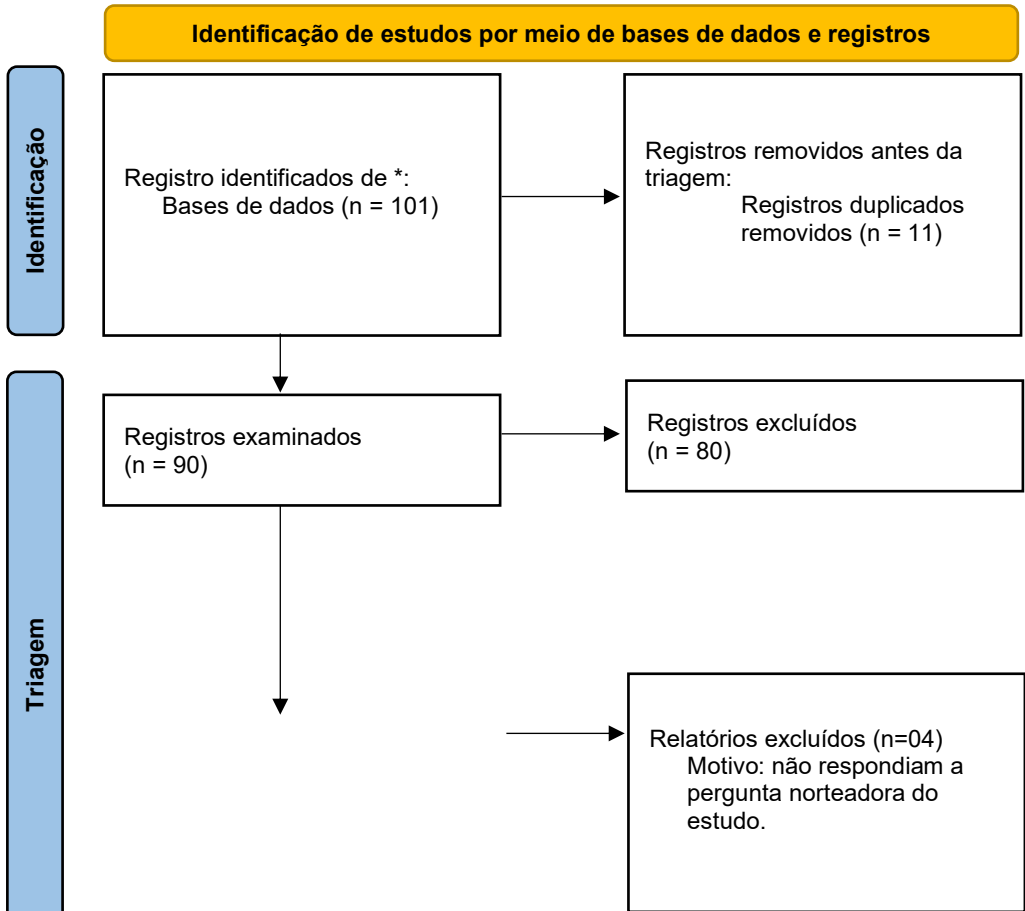 Identificação de estudos por meio de bases de dados e registros
Identificação
Registro identificados de *:
Bases de dados (n = 101)
Registros removidos antes da
triagem:
Registros duplicados
removidos (n = 11)
Triagem
Registros examinados
(n = 90)
Registros excluídos
(n = 80)
Relatórios excluídos (n=04)
Motivo: não respondiam a
pergunta norteadora do
estudo.